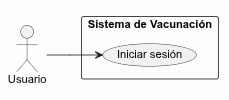 Sistema de Vacunación
Iniciar sesión
Usuario